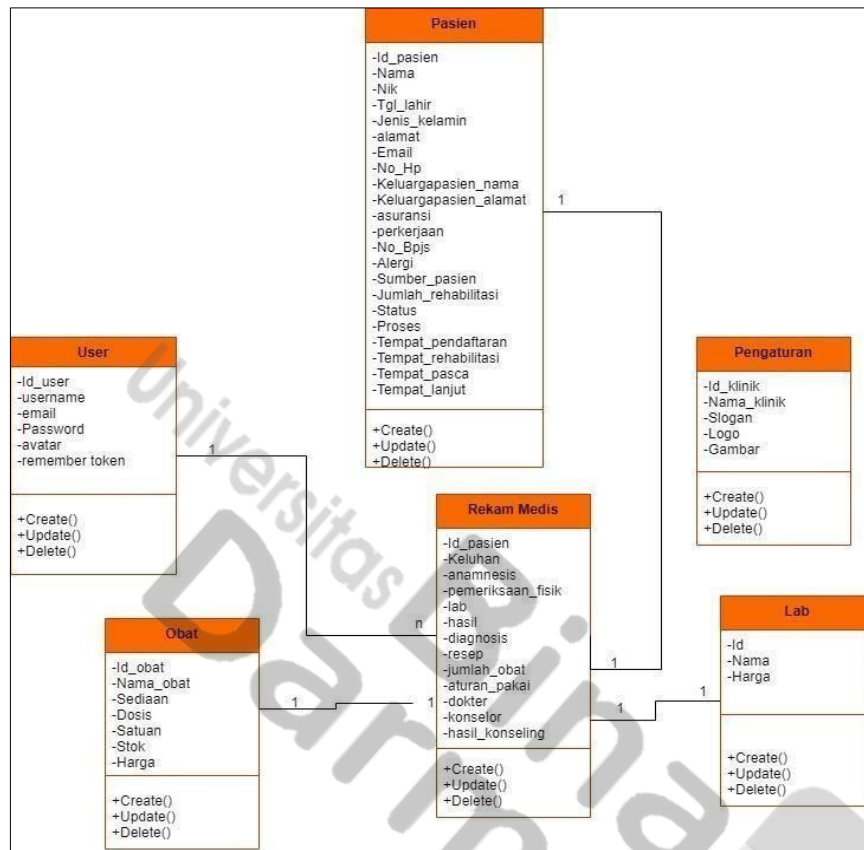 Pasien
-Id_pasien
-Nama
-Nik
-Tgl_lahir
-Jenis_kelamin
-alamat
-Email
-No_Hp
-Keluargapasien_nama
-Keluargapasien_alamat
-asuransi
-perkerjaan
-No_Bpjs
-Alergi
-Sumber_pasien
-Jumlah_rehabilitasi
-Status
-Proses
-Tempat_pendaftaran
-Tempat_rehabilitasi
-Tempat_pasca
-Tempat_lanjut
+Create()
+Update()
+Delete()
1
User
-Id_user
-username
-email
-Password
-avatar
-remember token
+Create()
+Update()
+Delete()
1
Pengaturan
-Id_klinik
-Nama_klinik
-Slogan
-Logo
-Gambar
+Create()
+Update()
+Delete()
Rekam Medis
-Id_pasien
-Keluhan
-anamnesis
-pemeriksaan_fisik
-lab
-hasil
-diagnosis
-resep
-jumlah_obat
-aturan_pakai
-dokter
-konselor
-hasil_konseling
+Create()
+Update()
+Delete()
n
1
1
1
Obat
-Id_obat
-Nama_obat
-Sediaan
-Dosis
-Satuan
-Stok
-Harga
+Create()
+Update()
+Delete()
1
Lab
-Id
-Nama
-Harga
+Create()
+Update()
+Delete()
1
Universitas
Bina
Darm